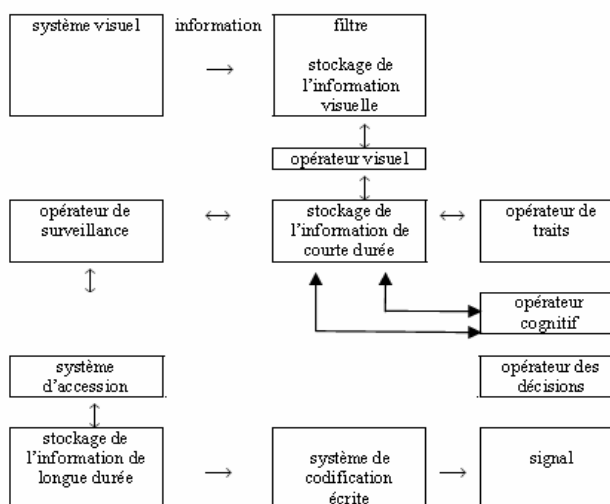 système visuel
information
filtre
stockage de
l'information
visuelle
opérateur visuel
opérateur de
surveillance
stockage de
l'information de
courte durée
opérateur de
traits
opérateur
cognitif
système
d'accession
opérateur des
décisions
stockage de
l'information de
longue durée
système de
codification
écrite
signal